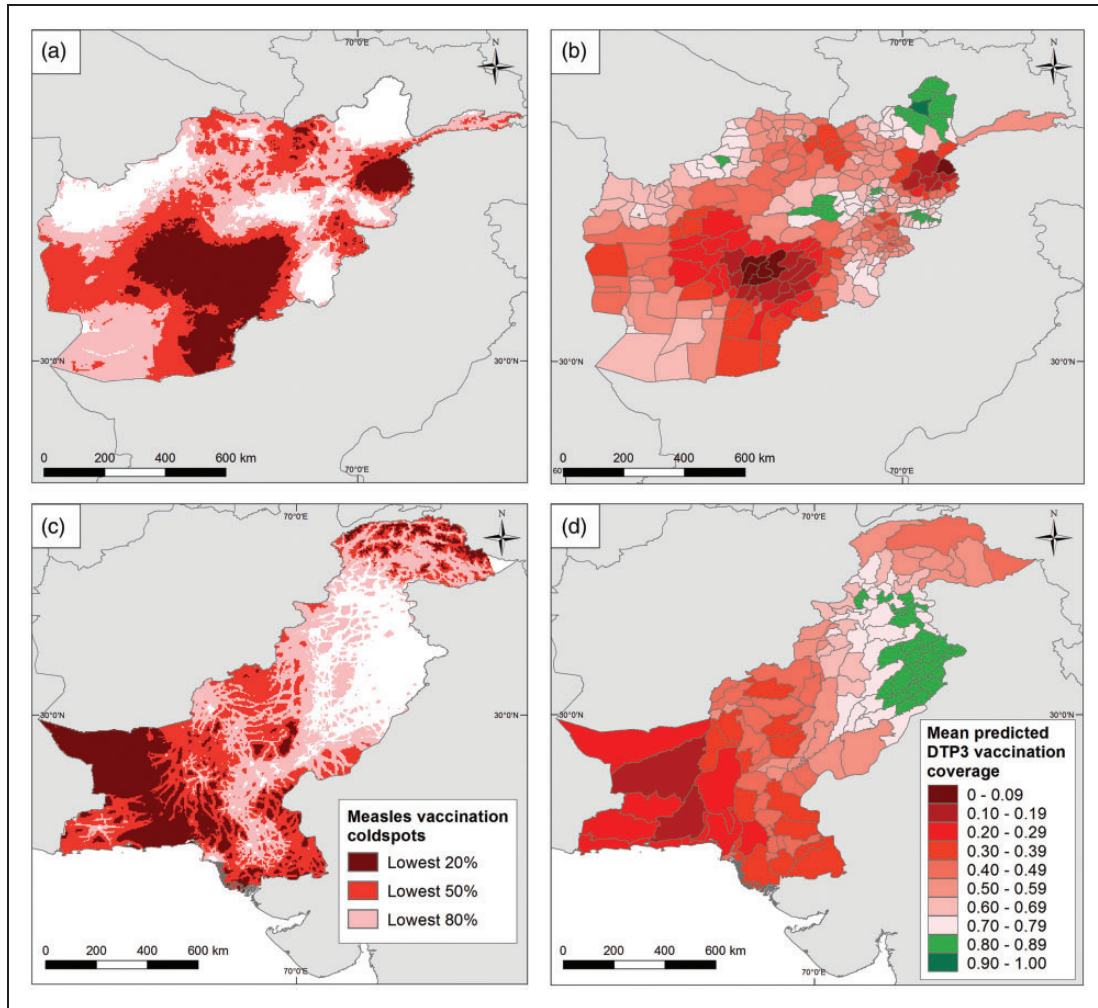 (a)
70°0'E
N
30°0'N
30°0'N
0 200 400 600 km
70°0'E
(b)
70°0'E
N
30°0'N
30°0'N
0 200 400 600 km
60
70°0'E
(c)
70°0'E
N
30°0'N
Measles vaccination
coldspots
Lowest 20%
Lowest 50%
Lowest 80%
0 200 400 600 km
70°0'E
(d)
70°0'E
N
30°0'N
30°0'N
Mean predicted
DTP3 vaccination
coverage
0 - 0.09
0.10 - 0.19
0.20 - 0.29
0.30 - 0.39
0.40 - 0.49
0.50 - 0.59
0.60 - 0.69
0.70 - 0.79
0.80 - 0.89
0.90 - 1.00
0 200 400 600 km
70°0'E